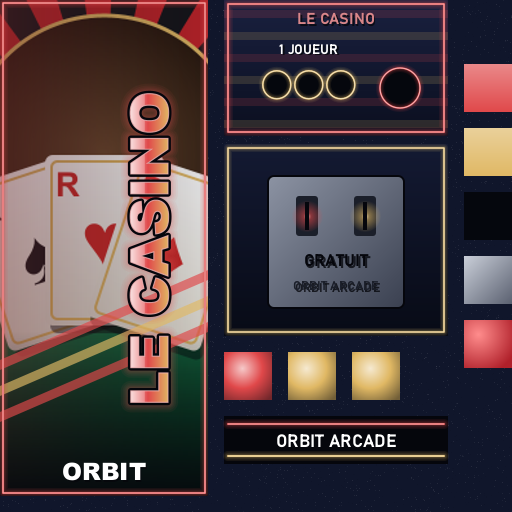 R
LE CASINO
ORBIT
LE CASINO
1 JOUEUR
GRATUIT
ORBIT ARCADE
ORBIT ARCADE